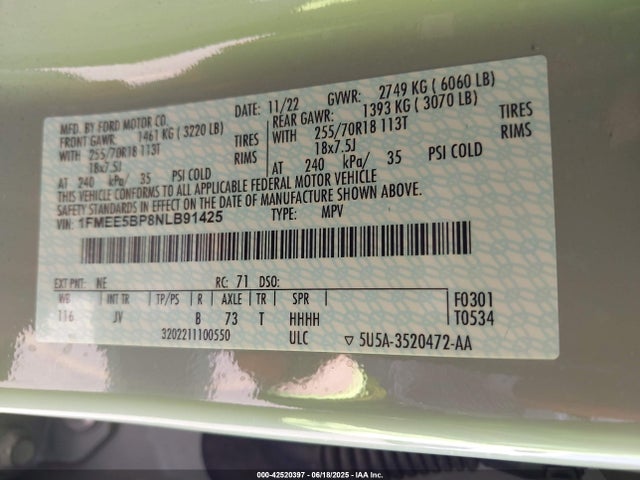 MFD. BY FORD MOTOR CO.
DATE: 11/22 GVWR: 2749 KG (6060 LB)
FRONT GAWR: 1461 KG (3220 LB)
REAR GAWR: 1393 KG (3070 LB)
WITH 255/70R18 113T TIRES
18x7.5J RIMS
AT 240 kPa/ 35 PSI COLD
WITH 255/70R18 113T TIRES
18x7.5J RIMS
AT 240 kPa/ 35 PSI COLD
THIS VEHICLE CONFORMS TO ALL APPLICABLE FEDERAL MOTOR VEHICLE
SAFETY STANDARDS IN EFFECT ON THE DATE OF MANUFACTURE SHOWN ABOVE.
VIN: 1FMEE5BP8NLB91425 TYPE: MPV
EXT PNT: NE RC: 71 DSO:
WB INT TR TP/PS R AXLE TR SPR F0301
116 JV B 73 T HHHH T0534
3202211100550 ULC ▽ 5U5A-3520472-AA
000-42520397 - 06/18/2025 - IAA Inc.